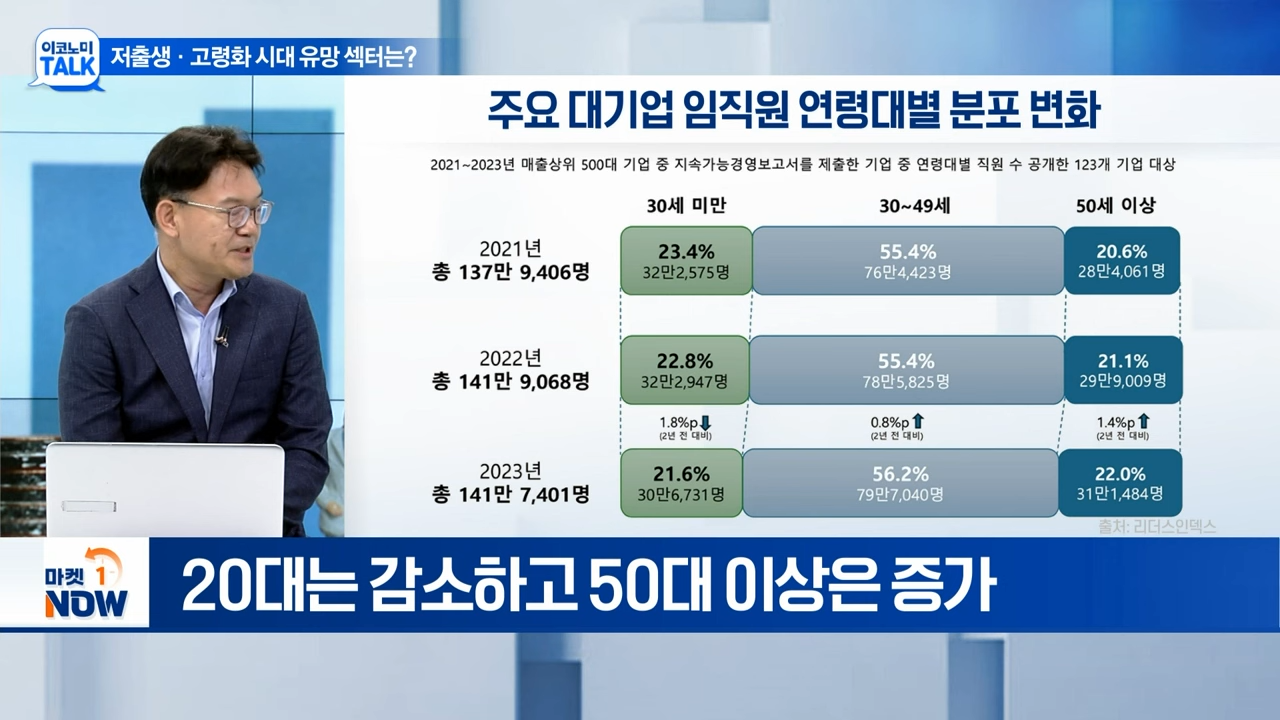 이코노미
TALK
저출생 · 고령화 시대 유망 섹터는?
주요 대기업 임직원 연령대별 분포 변화
2021~2023년 매출상위 500대 기업 중 지속가능경영보고서를 제출한 기업 중 연령대별 직원 수 공개한 123개 기업 대상
30세 미만 30~49세 50세 이상
2021년
총 137만 9,406명
23.4% 55.4% 20.6%
32만2,575명 76만4,423명 28만4,061명
2022년
총 141만 9,068명
22.8% 55.4% 21.1%
32만2,947명 78만5,825명 29만9,009명
1.8%p 0.8%p 1.4%p
(2년 전 대비) (2년 전 대비) (2년 전 대비)
2023년
총 141만 7,401명
21.6% 56.2% 22.0%
30만6,731명 79만7,040명 31만1,484명
출처: 리더스인덱스
마켓 1
NOW
20대는 감소하고 50대 이상은 증가